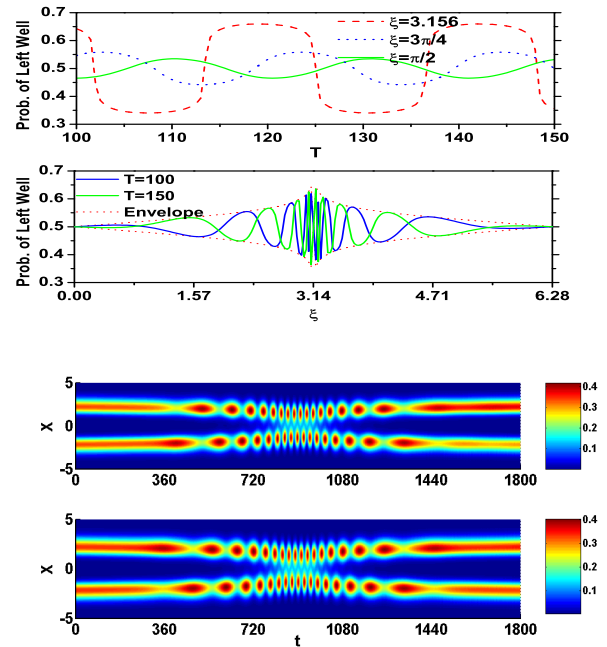 0.7
ξ=3.156
0.6
ξ=3π/4
0.5
ξ=π/2
0.4
0.3
Prob. of Left Well
100 110 120 130 140 150
T
0.7
T=100
0.6
T=150
0.5
Envelope
0.4
0.3
Prob. of Left Well
0.00 1.57 3.14 4.71 6.28
ξ
5
0
-5
X
0 360 720 1080 1440 1800
0.4
0.3
0.2
0.1
5
0
-5
X
0 360 720 1080 1440 1800
t
0.4
0.3
0.2
0.1